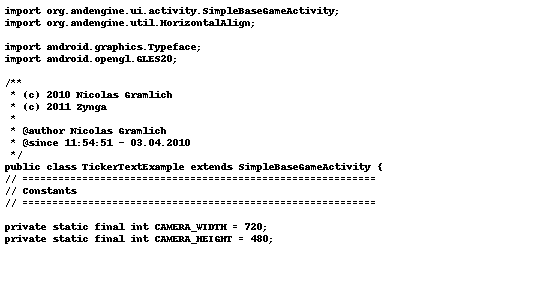 import org.andengine.ui.activity.SimpleBaseGameActivity;
import org.andengine.util.HorizontalAlign;
import android.graphics.Typeface;
import android.opengl.GLES20;
/**
* (c) 2010 Nicolas Gramlich
* (c) 2011 Zynga
*
* @author Nicolas Gramlich
* @since 11:54:51 - 03.04.2010
*/
public class TickerTextExample extends SimpleBaseGameActivity {
// ===========================================================
// Constants
// ===========================================================
private static final int CAMERA_WIDTH = 720;
private static final int CAMERA_HEIGHT = 480;